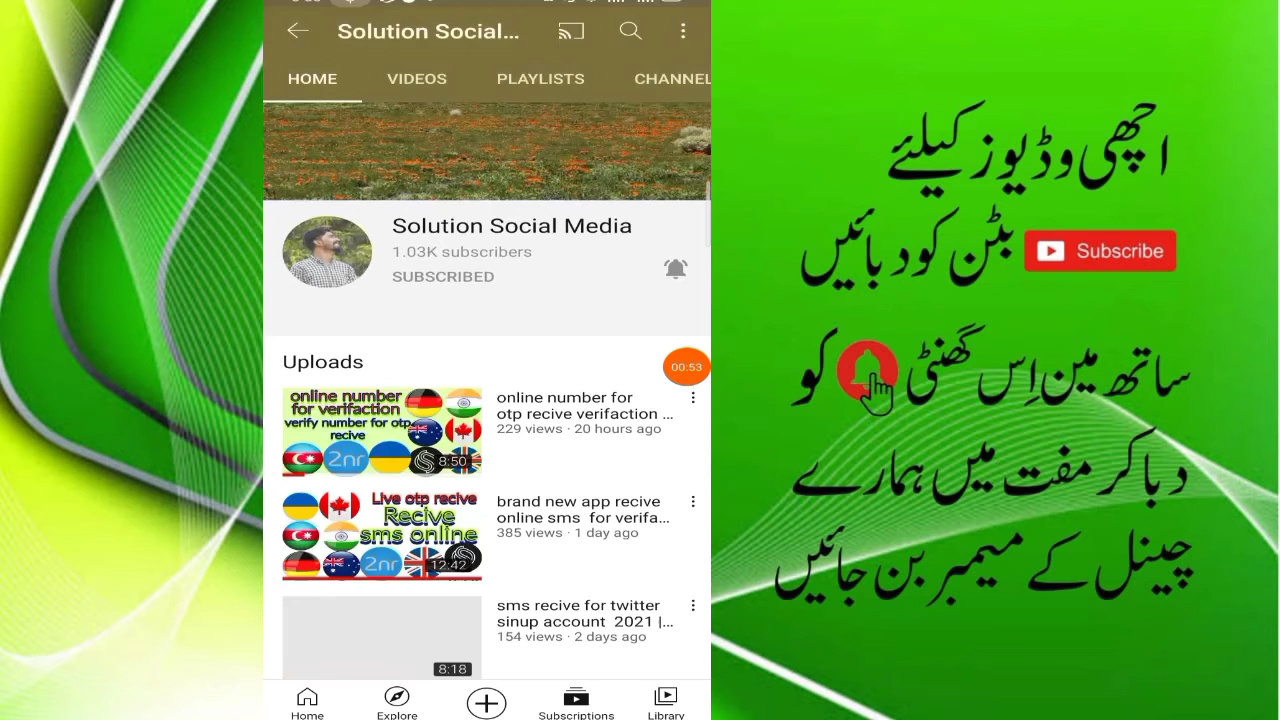 Solution Social...
HOME VIDEOS PLAYLISTS CHANNEL
Solution Social Media
1.03K subscribers
SUBSCRIBED
Uploads
00:53
online number
for verifaction
verify number for otp
recive
2nr
8:50
online number for
otp recive verifaction ...
229 views · 20 hours ago
Live otp recive
Recive
sms online
2nr
12:42
brand new app recive
online sms for verifa...
385 views · 1 day ago
8:18
sms recive for twitter
sinup account 2021 |...
154 views · 2 days ago
Home Explore Subscriptions Library
اچھی وڈیوز کیلئے
Subscribe بٹن کو دبائیں
ساتھ مین اِس گھنٹی کو
دبا کر مفت میں ہمارے
چینل کے میمبر بن جائیں